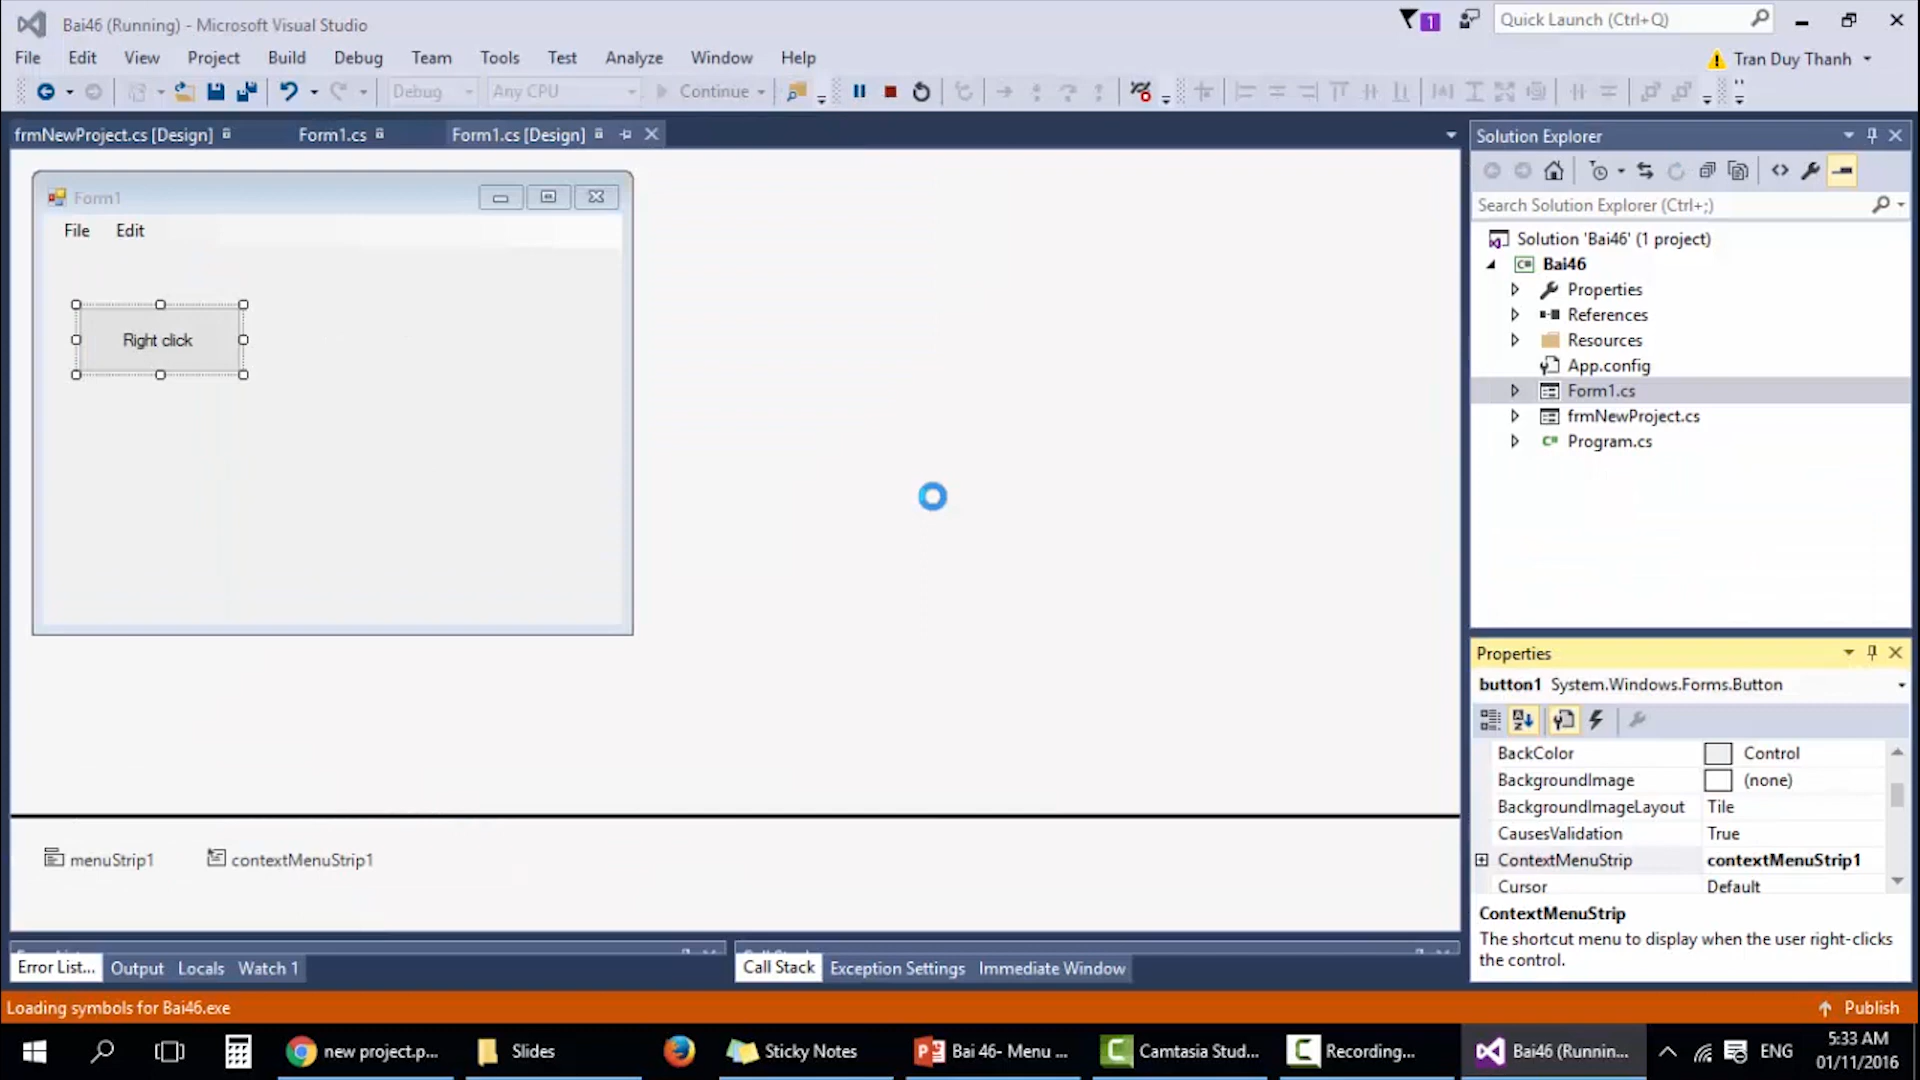 Bai46 (Running) - Microsoft Visual Studio
1
Quick Launch (Ctrl+Q)
File Edit View Project Build Debug Team Tools Test Analyze Window Help
Tran Duy Thanh
Debug Any CPU Continue
frmNewProject.cs [Design] Form1.cs Form1.cs [Design]
Form1
File Edit
Right click
menuStrip1 contextMenuStrip1
Solution Explorer
Search Solution Explorer (Ctrl+;)
Solution 'Bai46' (1 project)
C# Bai46
Properties
References
Resources
App.config
Form1.cs
frmNewProject.cs
C# Program.cs
Properties
button1 System.Windows.Forms.Button
BackColor Control
BackgroundImage (none)
BackgroundImageLayout Tile
CausesValidation True
ContextMenuStrip contextMenuStrip1
Cursor Default
ContextMenuStrip
The shortcut menu to display when the user right-clicks
the control.
Error List... Output Locals Watch 1
Call Stack Exception Settings Immediate Window
Loading symbols for Bai46.exe
Publish
new project.p... Slides Sticky Notes Bai 46- Menu ... Camtasia Stud... Recording... Bai46 (Runnin... ENG
5:33 AM
01/11/2016